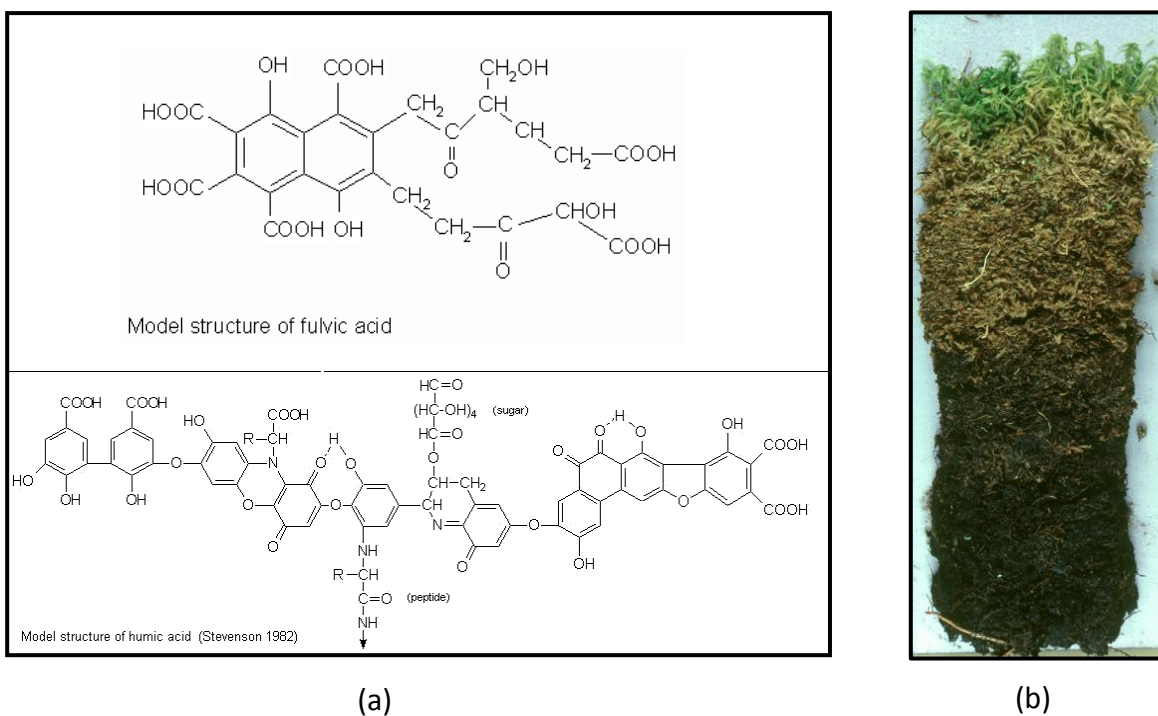 OH
COOH
CH2OH
HOOC
CH2
CH
C
CH
O
CH2
COOH
HOOC
CH2
COOH
OH
CH2
C
CHOH
COOH
O
Model structure of fulvic acid
HC=O
(HC-OH)4 (sugar)
C=O
O
COOH
COOH
HO
COOH
R
CH
N
O
H
O
O
H
O
OH
COOH
COOH
HO
OH
OH
O
O
O
O
O
CH
CH2
N
O
O
O
O
OH
NH
R
CH
C=O (peptide)
NH
Model structure of humic acid (Stevenson 1982)
(a)
(b)